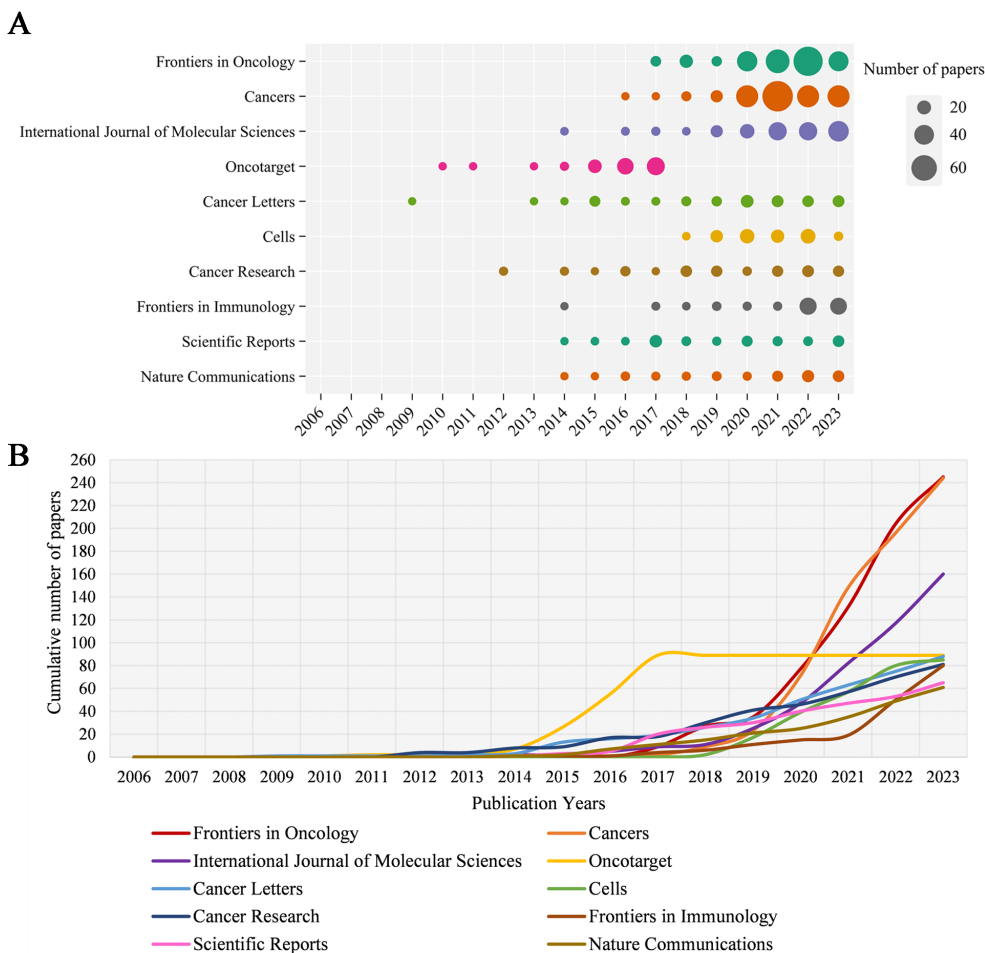 A
Frontiers in Oncology
Cancers
International Journal of Molecular Sciences
Oncotarget
Cancer Letters
Cells
Cancer Research
Frontiers in Immunology
Scientific Reports
Nature Communications
2006 2007 2008 2009 2010 2011 2012 2013 2014 2015 2016 2017 2018 2019 2020 2021 2022 2023
Number of papers
20
40
60
B
Cumulative number of papers
260
240
220
200
180
160
140
120
100
80
60
40
20
0
2006 2007 2008 2009 2010 2011 2012 2013 2014 2015 2016 2017 2018 2019 2020 2021 2022 2023
Publication Years
Frontiers in Oncology Cancers
International Journal of Molecular Sciences Oncotarget
Cancer Letters Cells
Cancer Research Frontiers in Immunology
Scientific Reports Nature Communications